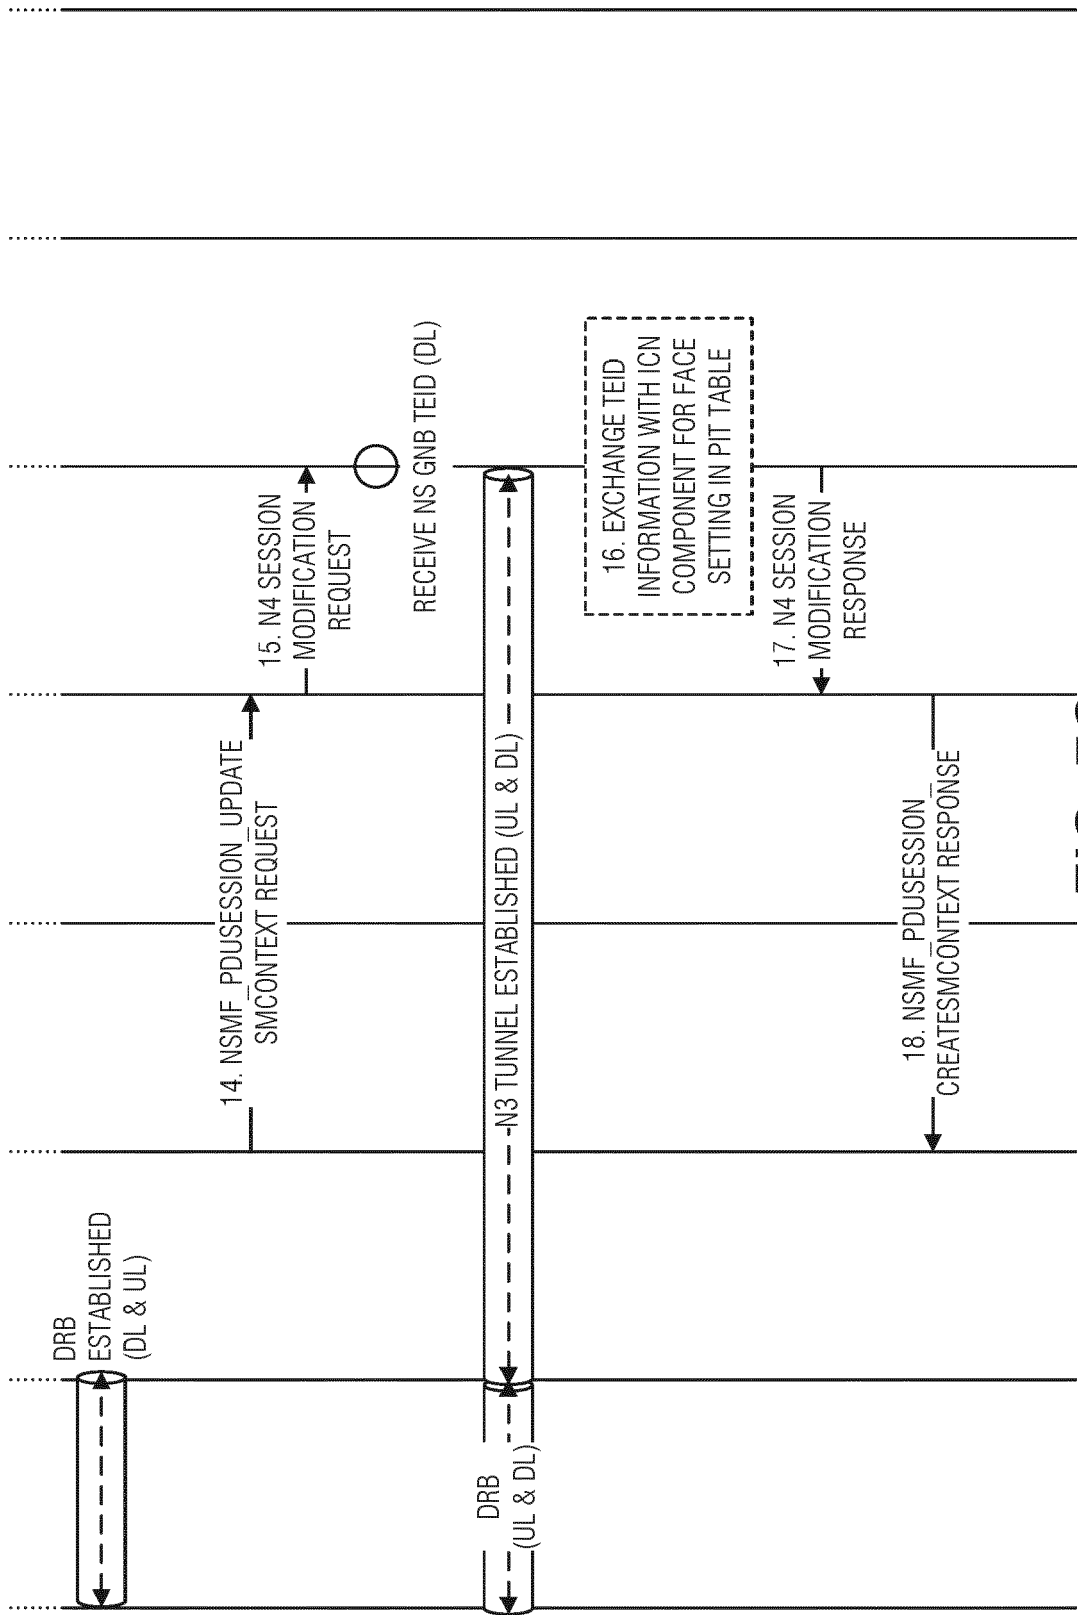 DRB
ESTABLISHED
(DL & UL)
14. NSMF_PDUSESSION_UPDATE
SMCONTEXT REQUEST
15. N4 SESSION
MODIFICATION
REQUEST
RECEIVE NS GNB TEID (DL)
DRB
(UL & DL)
N3 TUNNEL ESTABLISHED (UL & DL)
16. EXCHANGE TEID
INFORMATION WITH ICN
COMPONENT FOR FACE
SETTING IN PIT TABLE
17. N4 SESSION
MODIFICATION
RESPONSE
18. NSMF_PDUSESSION_
CREATESMCONTEXT RESPONSE